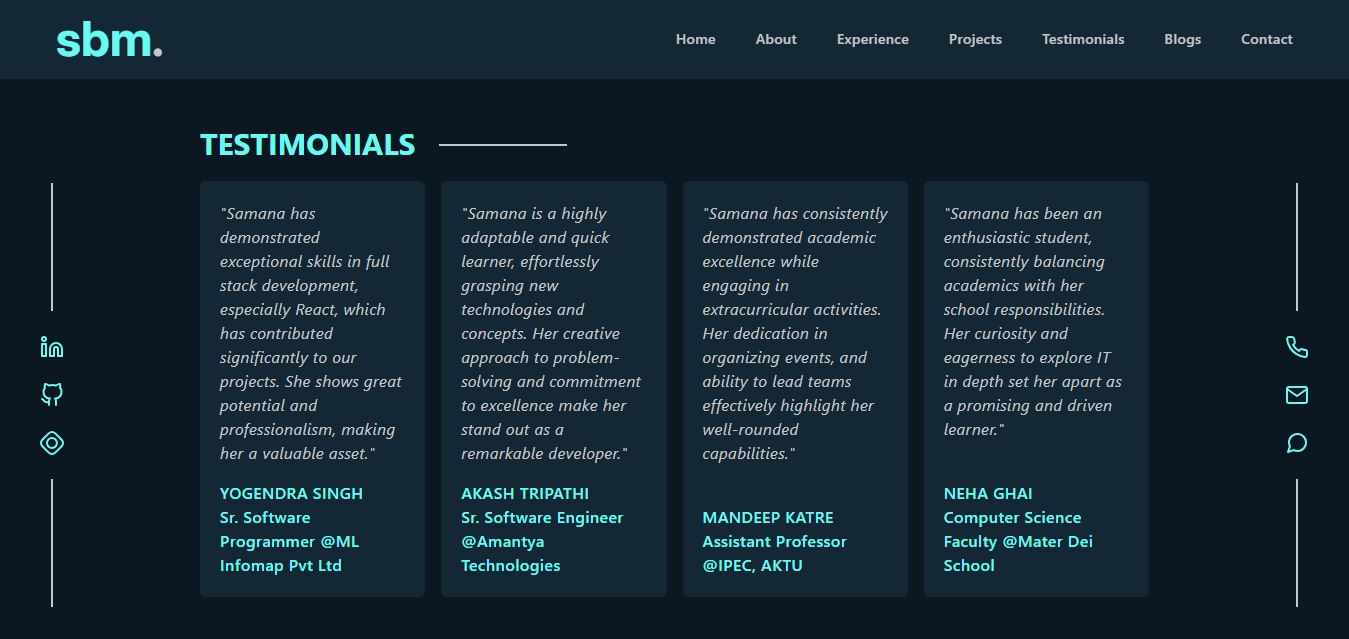 sbm.
Home
About
Experience
Projects
Testimonials
Blogs
Contact
TESTIMONIALS
"Samana has
demonstrated
exceptional skills in full
stack development,
especially React, which
has contributed
significantly to our
projects. She shows great
potential and
professionalism, making
her a valuable asset."
YOGENDRA SINGH
Sr. Software
Programmer @ML
Infomap Pvt Ltd
"Samana is a highly
adaptable and quick
learner, effortlessly
grasping new
technologies and
concepts. Her creative
approach to problem-
solving and commitment
to excellence make her
stand out as a
remarkable developer."
AKASH TRIPATHI
Sr. Software Engineer
@Amantya
Technologies
"Samana has consistently
demonstrated academic
excellence while
engaging in
extracurricular activities.
Her dedication in
organizing events, and
ability to lead teams
effectively highlight her
well-rounded
capabilities."
MANDEEP KATRE
Assistant Professor
@IPEC, AKTU
"Samana has been an
enthusiastic student,
consistently balancing
academics with her
school responsibilities.
Her curiosity and
eagerness to explore IT
in depth set her apart as
a promising and driven
learner."
NEHA GHAI
Computer Science
Faculty @Mater Dei
School